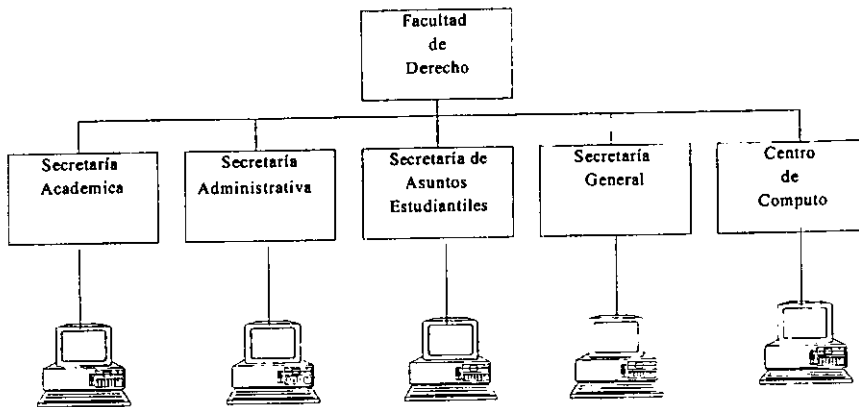 Facultad
de
Derecho
Secretaría
Academica
Secretaría
Administrativa
Secretaría de
Asuntos
Estudiantiles
Secretaría
General
Centro
de
Computo